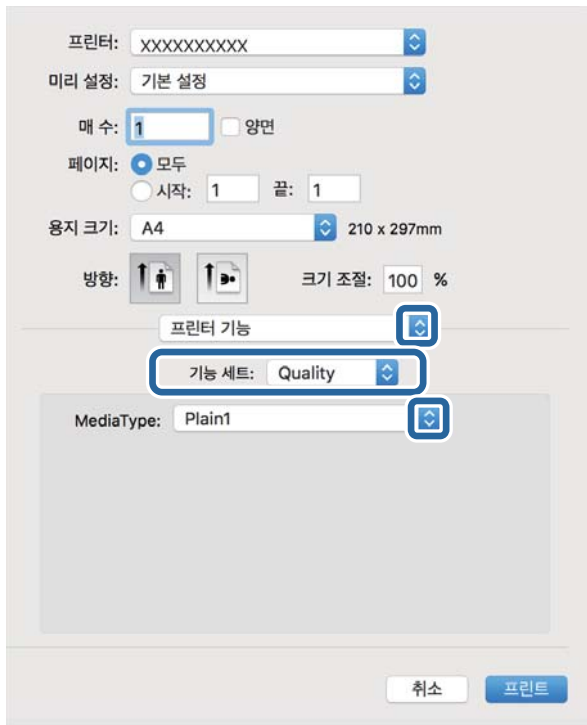 프린터: XXXXXXXXXX
미리 설정: 기본 설정
매 수: 1 양면
페이지: 모두
시작: 1 끝: 1
용지 크기: A4 210 x 297mm
방향: 크기 조절: 100 %
프린터 기능
기능 세트: Quality
MediaType: Plain1
취소 프린트